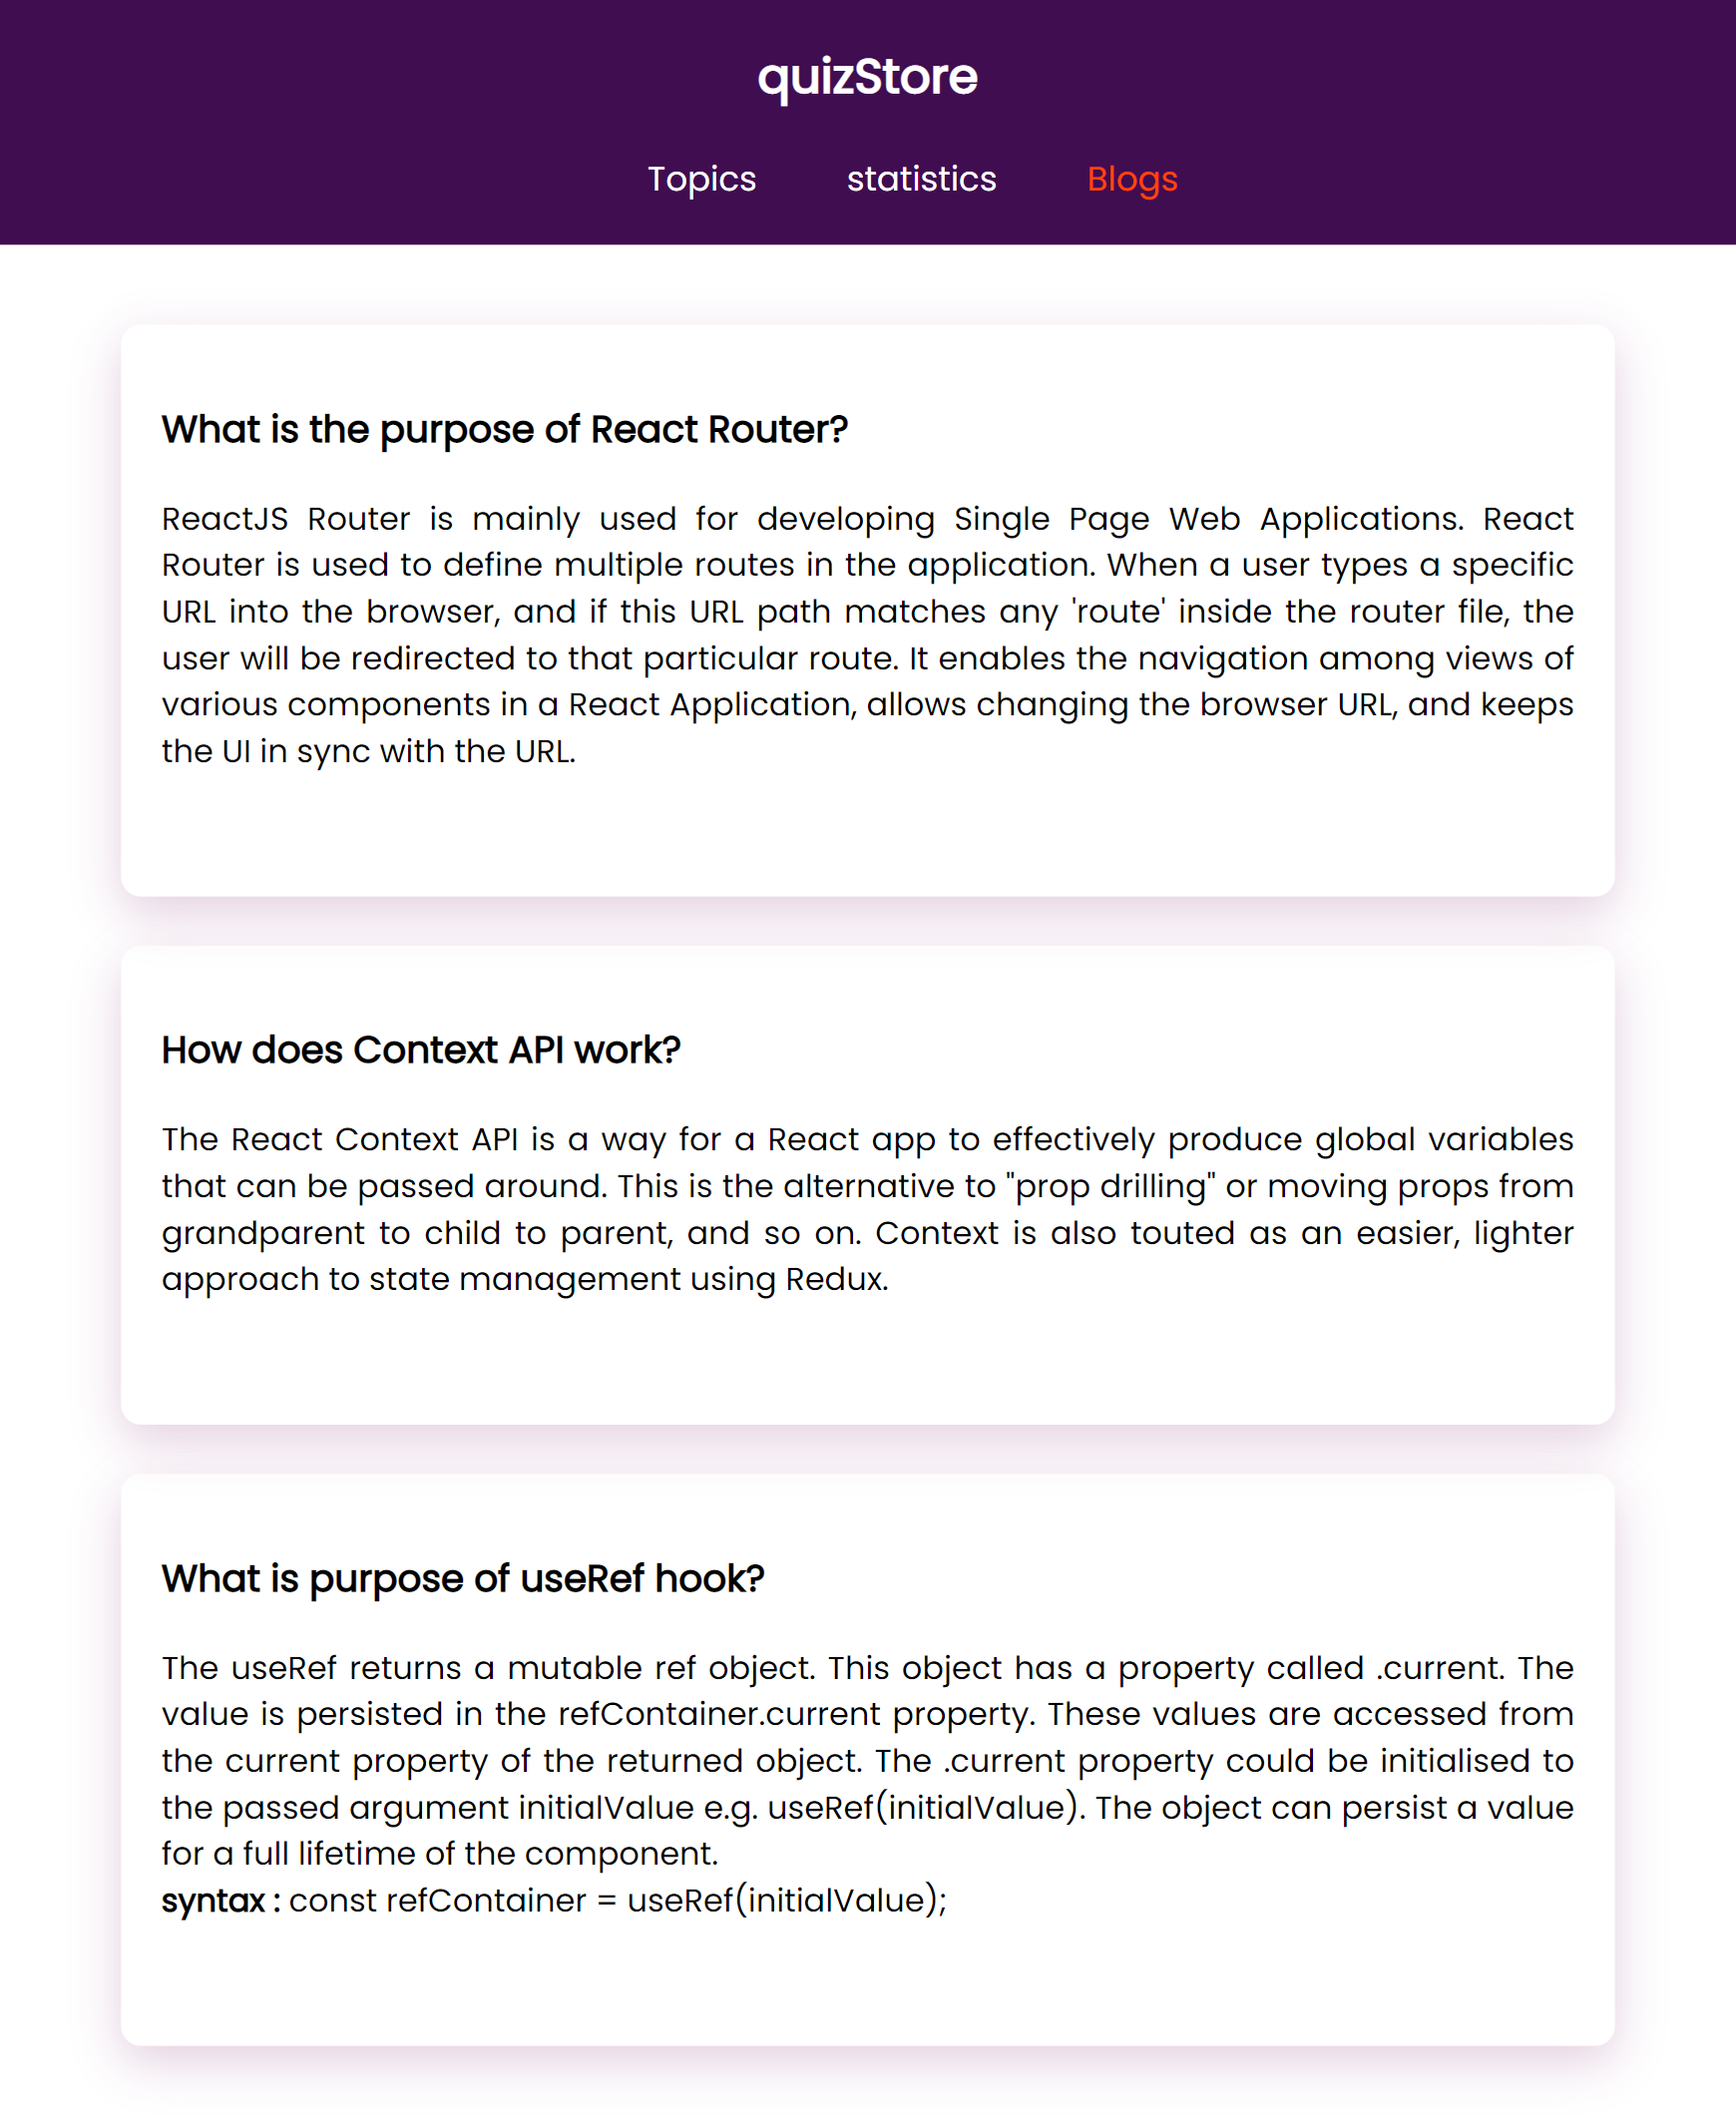 quizStore
Topics statistics Blogs
What is the purpose of React Router?
ReactJS Router is mainly used for developing Single Page Web Applications. React
Router is used to define multiple routes in the application. When a user types a specific
URL into the browser, and if this URL path matches any 'route' inside the router file, the
user will be redirected to that particular route. It enables the navigation among views of
various components in a React Application, allows changing the browser URL, and keeps
the UI in sync with the URL.
How does Context API work?
The React Context API is a way for a React app to effectively produce global variables
that can be passed around. This is the alternative to "prop drilling" or moving props from
grandparent to child to parent, and so on. Context is also touted as an easier, lighter
approach to state management using Redux.
What is purpose of useRef hook?
The useRef returns a mutable ref object. This object has a property called .current. The
value is persisted in the refContainer.current property. These values are accessed from
the current property of the returned object. The .current property could be initialised to
the passed argument initialValue e.g. useRef(initialValue). The object can persist a value
for a full lifetime of the component.
syntax : const refContainer = useRef(initialValue);